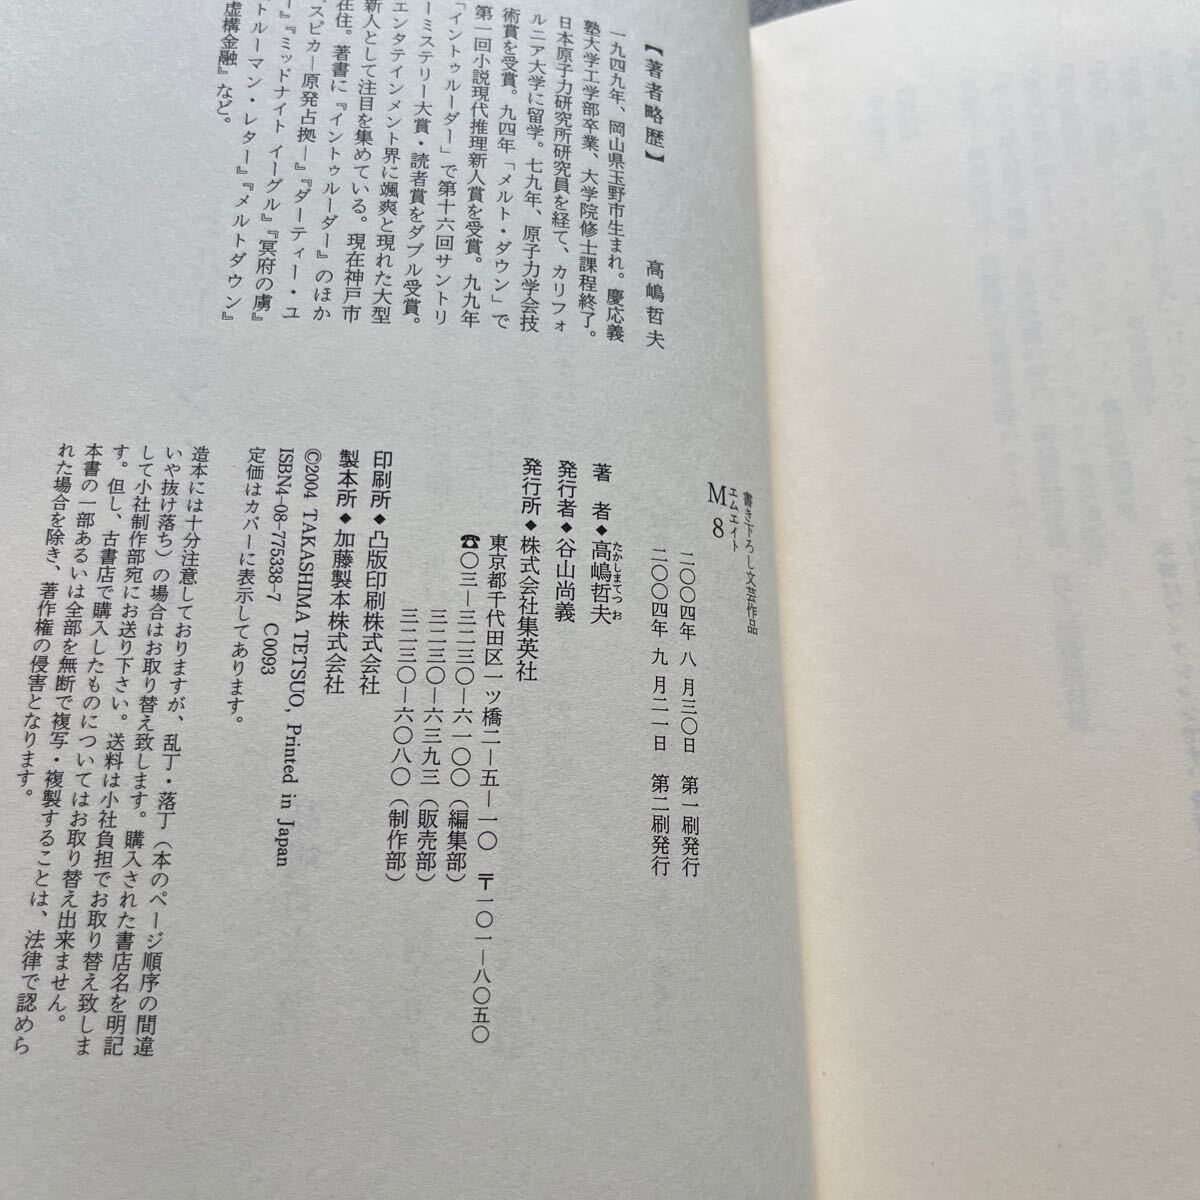 【著者略歴】　高嶋哲夫
一九四九年、岡山県玉野市生まれ。慶応義
塾大学工学部卒業、大学院修士課程終了。
日本原子力研究所研究員を経て、カリフォ
ルニア大学に留学。七九年、原子力学会技
術賞を受賞。九四年「メルト・ダウン」で
第一回小説現代推理新人賞を受賞。九九年
「イントゥルーダー」で第十六回サントリ
ーミステリー大賞・読者賞をダブル受賞。
エンタテインメント界に颯爽と現れた大型
新人として注目を集めている。現在神戸市
在住。著書に『イントゥルーダー』のほか
『スピカー原発占拠―』『ダーティー・ユ
ー』『ミッドナイト イーグル』『冥府の虜』
『トルーマン・レター』『メルトダウン』
『虚構金融』など。
書き下ろし文芸作品
エムエイト
M8
二〇〇四年 八 月三〇日　第一刷発行
二〇〇四年 九 月二一日　第二刷発行
たかしまてつ お
著　者◆高嶋哲夫
発行者◆谷山尚義
発行所◆株式会社集英社
東京都千代田区一ツ橋二―五―一〇　〒一〇一―八〇五〇
☎〇三―三二三〇―六一〇〇（編集部）
三二三〇―六三九三（販売部）
三二三〇―六〇八〇（制作部）
印刷所◆凸版印刷株式会社
製本所◆加藤製本株式会社
©2004 TAKASHIMA TETSUO, Printed in Japan
ISBN4-08-775338-7 C0093
定価はカバーに表示してあります。
造本には十分注意しておりますが、乱丁・落丁（本のページ順序の間違
いや抜け落ち）の場合はお取り替え致します。購入された書店名を明記
して小社制作部宛にお送り下さい。送料は小社負担でお取り替え致しま
す。但し、古書店で購入したものについてはお取り替え出来ません。
本書の一部あるいは全部を無断で複写・複製することは、法律で認めら
れた場合を除き、著作権の侵害となります。